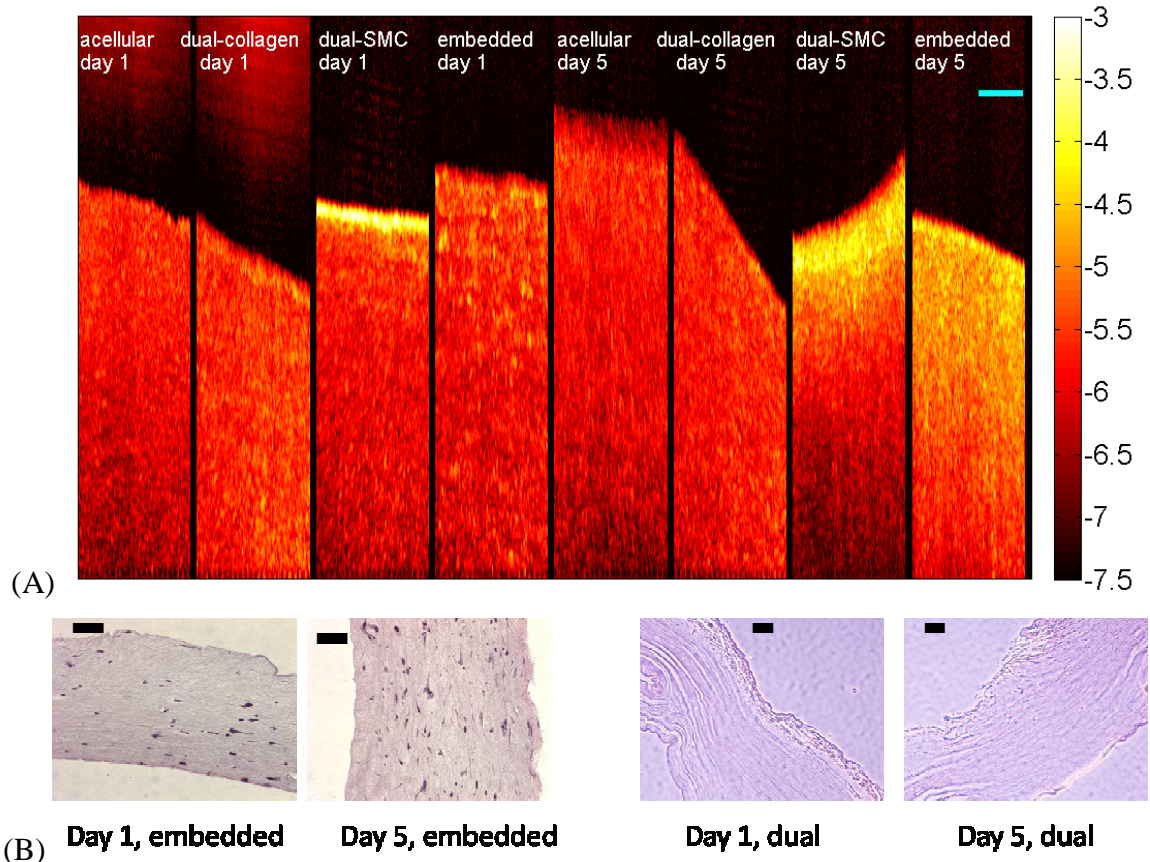 acellular
day 1
dual-collagen
day 1
dual-SMC
day 1
embedded
day 1
acellular
day 5
dual-collagen
day 5
dual-SMC
day 5
embedded
day 5
-3
-3.5
-4
-4.5
-5
-5.5
-6
-6.5
-7
-7.5
(A)
Day 1, embedded
Day 5, embedded
Day 1, dual
Day 5, dual
(B)